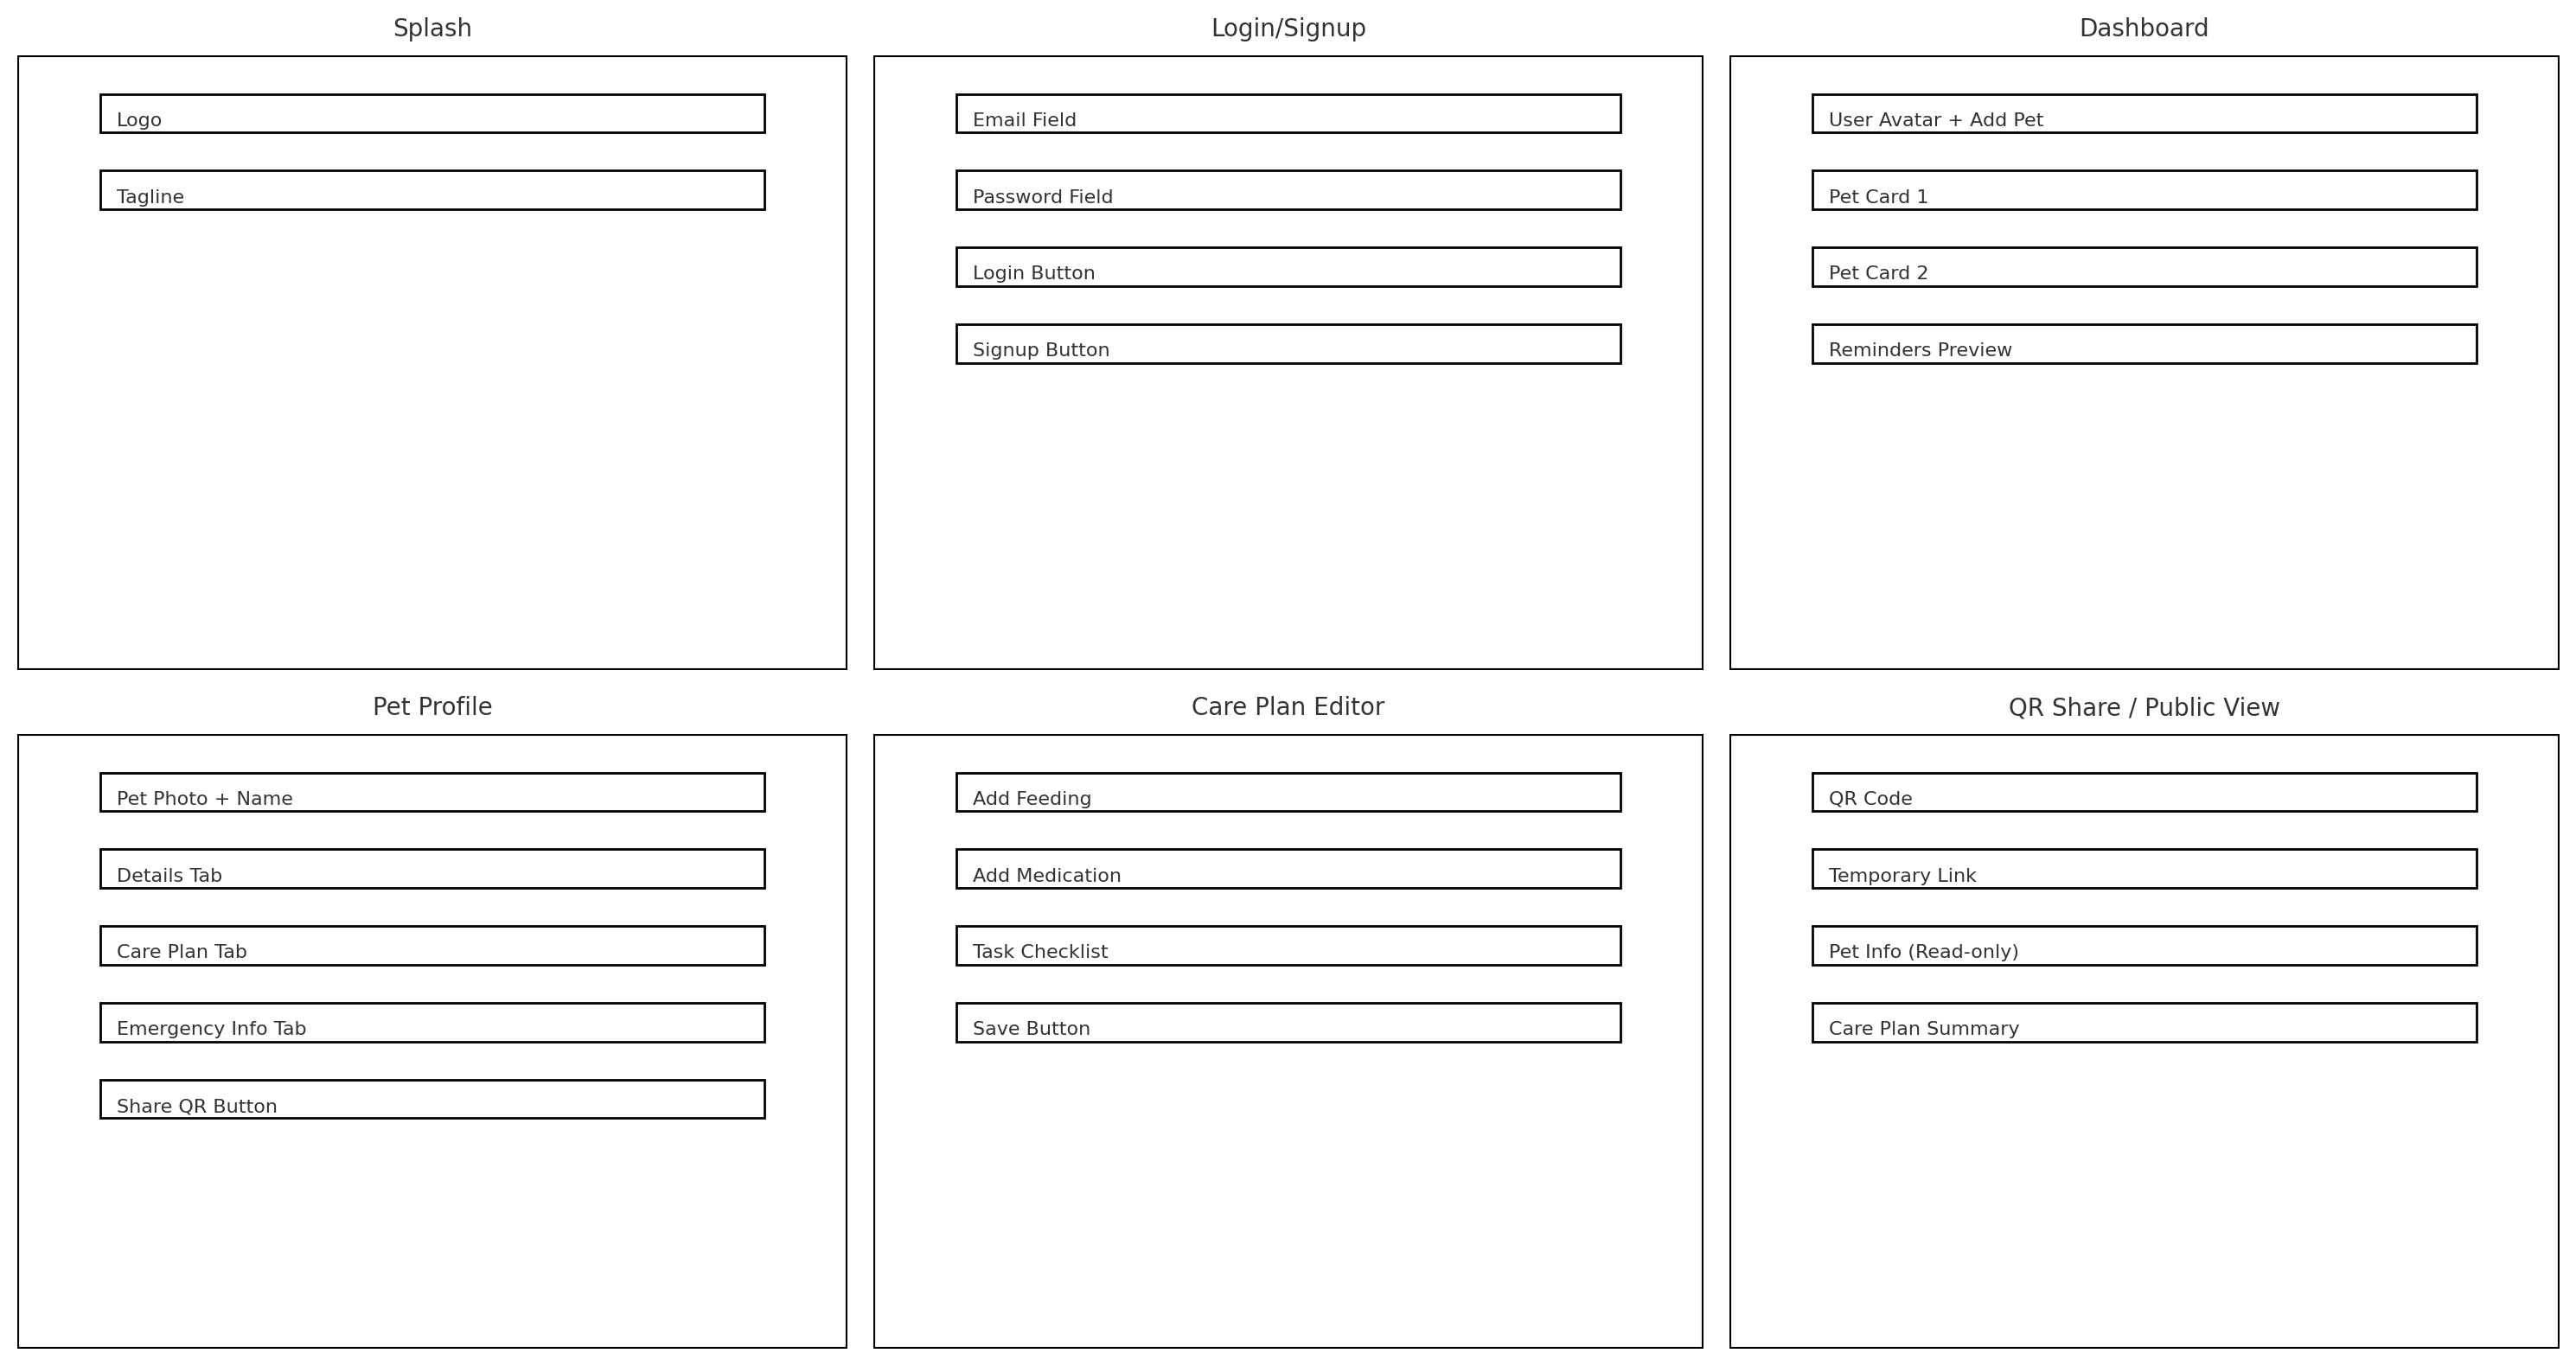 Splash
Logo
Tagline
Login/Signup
Email Field
Password Field
Login Button
Signup Button
Dashboard
User Avatar + Add Pet
Pet Card 1
Pet Card 2
Reminders Preview
Pet Profile
Pet Photo + Name
Details Tab
Care Plan Tab
Emergency Info Tab
Share QR Button
Care Plan Editor
Add Feeding
Add Medication
Task Checklist
Save Button
QR Share / Public View
QR Code
Temporary Link
Pet Info (Read-only)
Care Plan Summary